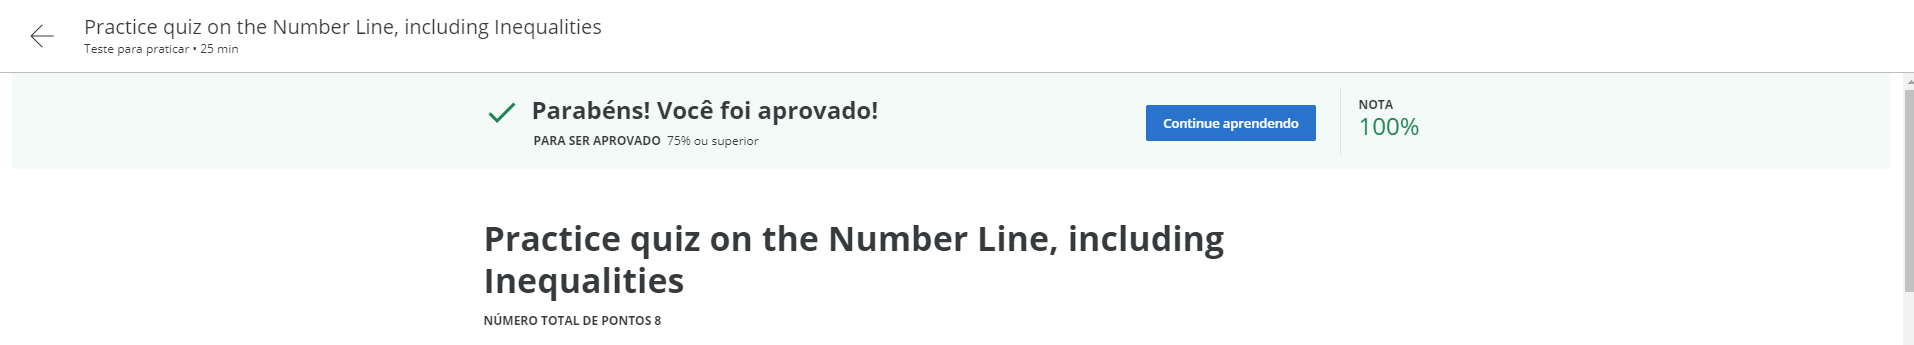 Practice quiz on the Number Line, including Inequalities
Teste para praticar • 25 min
Parabéns! Você foi aprovado!
PARA SER APROVADO 75% ou superior
Continue aprendendo
NOTA
100%
Practice quiz on the Number Line, including
Inequalities
NÚMERO TOTAL DE PONTOS 8